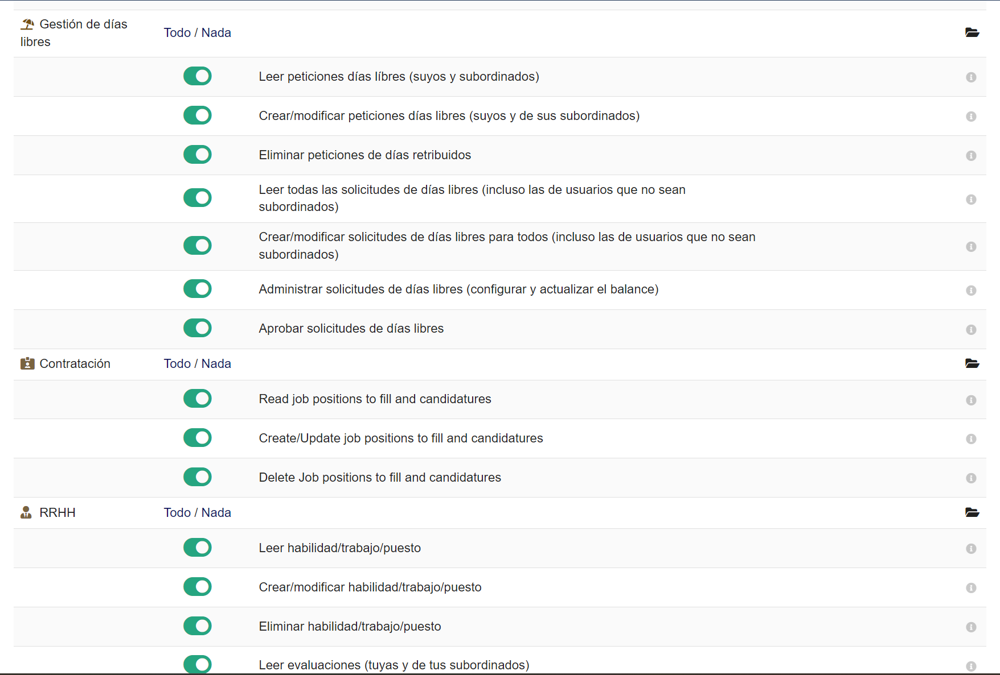 Gestión de días
libres
Todo / Nada
Leer peticiones días líbres (suyos y subordinados)
Crear/modificar peticiones días libres (suyos y de sus subordinados)
Eliminar peticiones de días retribuidos
Leer todas las solicitudes de días libres (incluso las de usuarios que no sean
subordinados)
Crear/modificar solicitudes de días libres para todos (incluso las de usuarios que no sean
subordinados)
Administrar solicitudes de días libres (configurar y actualizar el balance)
Aprobar solicitudes de días libres
Contratación
Todo / Nada
Read job positions to fill and candidatures
Create/Update job positions to fill and candidatures
Delete Job positions to fill and candidatures
RRHH
Todo / Nada
Leer habilidad/trabajo/puesto
Crear/modificar habilidad/trabajo/puesto
Eliminar habilidad/trabajo/puesto
Leer evaluaciones (tuyas y de tus subordinados)